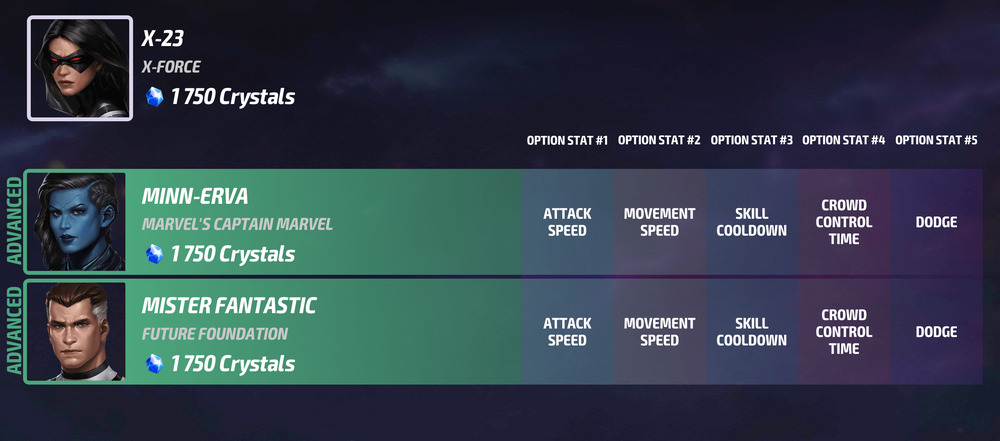 X-23
X-FORCE
1 750 Crystals
OPTION STAT #1 OPTION STAT #2 OPTION STAT #3 OPTION STAT #4 OPTION STAT #5
ADVANCED
MINN-ERVA
MARVEL'S CAPTAIN MARVEL
1 750 Crystals
ATTACK
SPEED
MOVEMENT
SPEED
SKILL
COOLDOWN
CROWD
CONTROL
TIME
DODGE
ADVANCED
MISTER FANTASTIC
FUTURE FOUNDATION
1 750 Crystals
ATTACK
SPEED
MOVEMENT
SPEED
SKILL
COOLDOWN
CROWD
CONTROL
TIME
DODGE